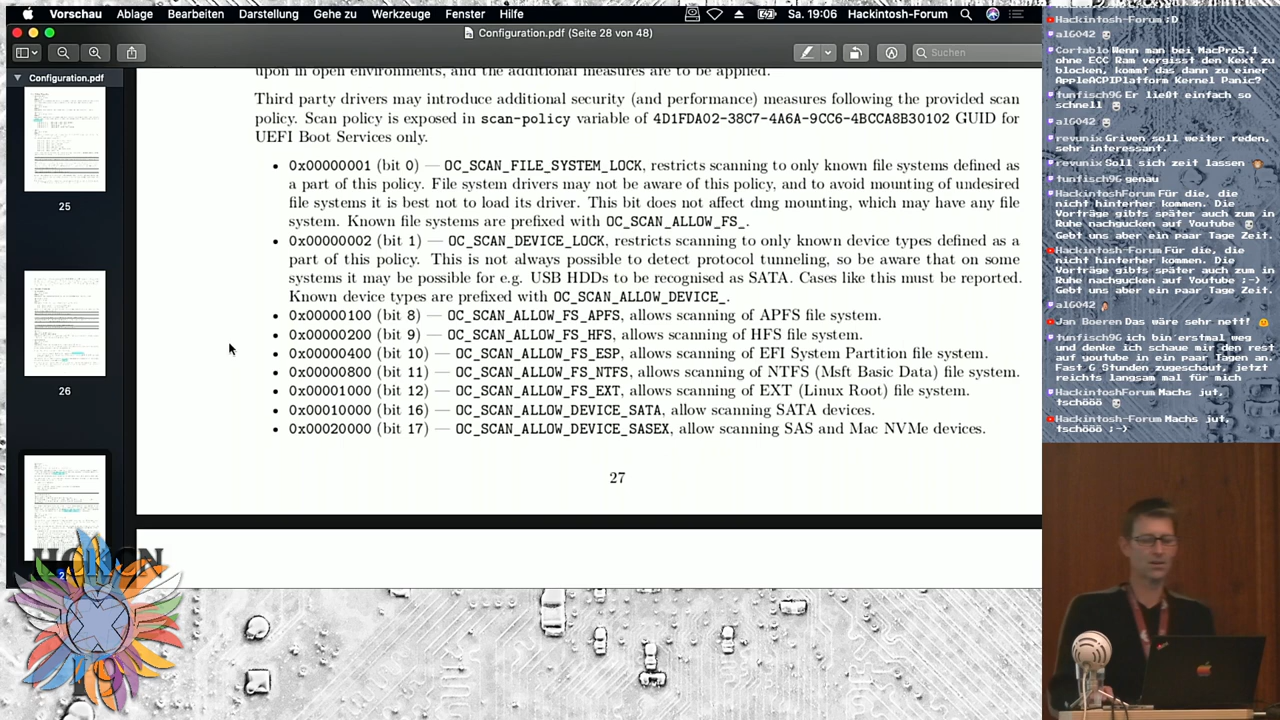 Vorschau Ablage Bearbeiten Darstellung Gehe zu Werkzeuge Fenster Hilfe Sa. 19:06 Hackintosh-Forum
Configuration.pdf (Seite 28 von 48)
Suchen
Configuration.pdf
25
26
upon in open environments, and the additional measures are to be applied.
Third party drivers may introduce additional security (and performance) measures following the provided scan
policy. Scan policy is exposed in scan-policy variable of 4D1FDA02-38C7-4A6A-9CC6-4BCCA8B30102 GUID for
UEFI Boot Services only.
• 0x00000001 (bit 0) — OC_SCAN_FILE_SYSTEM_LOCK, restricts scanning to only known file systems defined as
a part of this policy. File system drivers may not be aware of this policy, and to avoid mounting of undesired
file systems it is best not to load its driver. This bit does not affect dmg mounting, which may have any file
system. Known file systems are prefixed with OC_SCAN_ALLOW_FS_.
• 0x00000002 (bit 1) — OC_SCAN_DEVICE_LOCK, restricts scanning to only known device types defined as a
part of this policy. This is not always possible to detect protocol tunneling, so be aware that on some
systems it may be possible for e.g. USB HDDs to be recognised as SATA. Cases like this must be reported.
Known device types are prefixed with OC_SCAN_ALLOW_DEVICE_.
• 0x00000100 (bit 8) — OC_SCAN_ALLOW_FS_APFS, allows scanning of APFS file system.
• 0x00000200 (bit 9) — OC_SCAN_ALLOW_FS_HFS, allows scanning of HFS file system.
• 0x00000400 (bit 10) — OC_SCAN_ALLOW_FS_ESP, allows scanning of EFI System Partition file system.
• 0x00000800 (bit 11) — OC_SCAN_ALLOW_FS_NTFS, allows scanning of NTFS (Msft Basic Data) file system.
• 0x00001000 (bit 12) — OC_SCAN_ALLOW_FS_EXT, allows scanning of EXT (Linux Root) file system.
• 0x00010000 (bit 16) — OC_SCAN_ALLOW_DEVICE_SATA, allow scanning SATA devices.
• 0x00020000 (bit 17) — OC_SCAN_ALLOW_DEVICE_SASEX, allow scanning SAS and Mac NVMe devices.
27
Hackintosh-Forum :D
al6042
Cortablo Wenn man bei MacPro5.1
ohne ECC Ram vergisst den Kext zu
blocken, kommt das dann zu einer
AppleACPIPlatform Kernel Panic?
tunfisch96 Er ließt einfach so
schnell
al6042
revunix Griven soll weiter reden,
sehr interessant.
revunix Soll sich zeit lassen
tunfisch96 genau
HackintoshForum Für die, die
nicht hinterher kommen. Die
Vorträge gibts später auch zum in
Ruhe nachgucken auf Youtube
Gebt uns aber ein paar Tage Zeit.
Hackintosh-Forum Für die, die
nicht hinterher kommen. Die
Vorträge gibts später auch zum in
Ruhe nachgucken auf Youtube ;-)
Gebt uns aber ein paar Tage Zeit.
al6042
Jan Boeren Das wäre sehr nett!
tunfisch96 ich bin erstmal weg
und denke ich schaue mir den rest
auf youtube in ein paar Tagen an.
Fast 6 Stunden zugeschaut, jetzt
reichts langsam mal für mich
HackintoshForum Machs jut,
tschööö
Hackintosh-Forum Machs jut,
tschööö ;-)